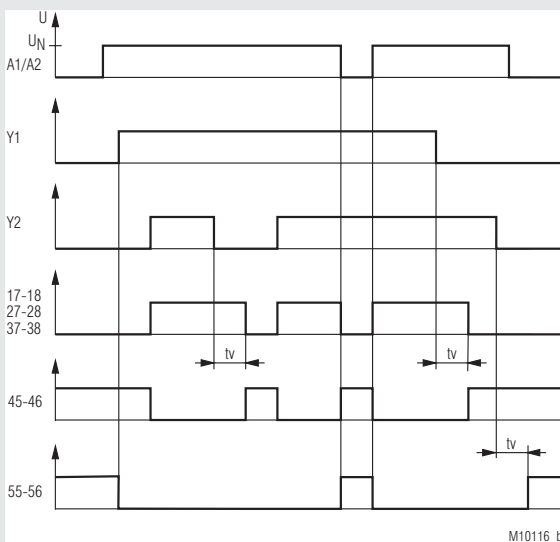 U
UN
A1/A2
Y1
Y2
17-18
27-28
37-38
tv
tv
45-46
tv
55-56
M10116_b